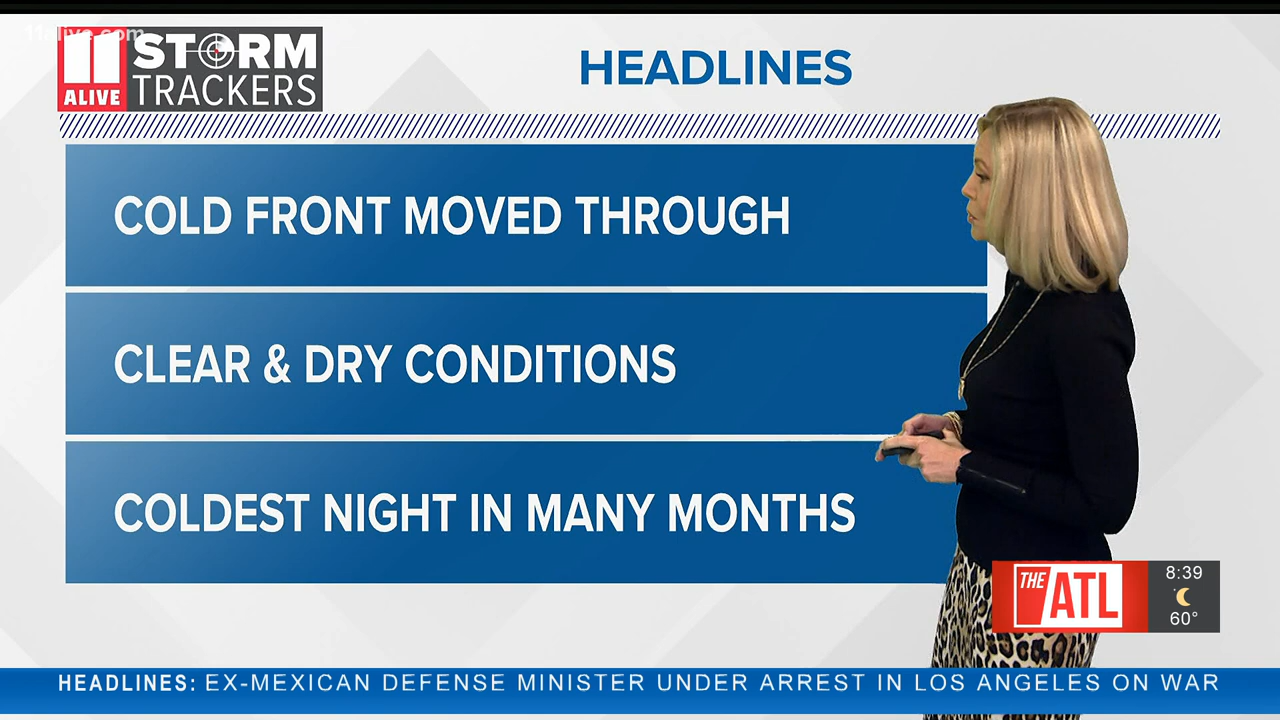 11alive.com
11 STORM
ALIVE TRACKERS
HEADLINES
COLD FRONT MOVED THROUGH
CLEAR & DRY CONDITIONS
COLDEST NIGHT IN MANY MONTHS
THE ATL
8:39
60°
HEADLINES: EX-MEXICAN DEFENSE MINISTER UNDER ARREST IN LOS ANGELES ON WAR